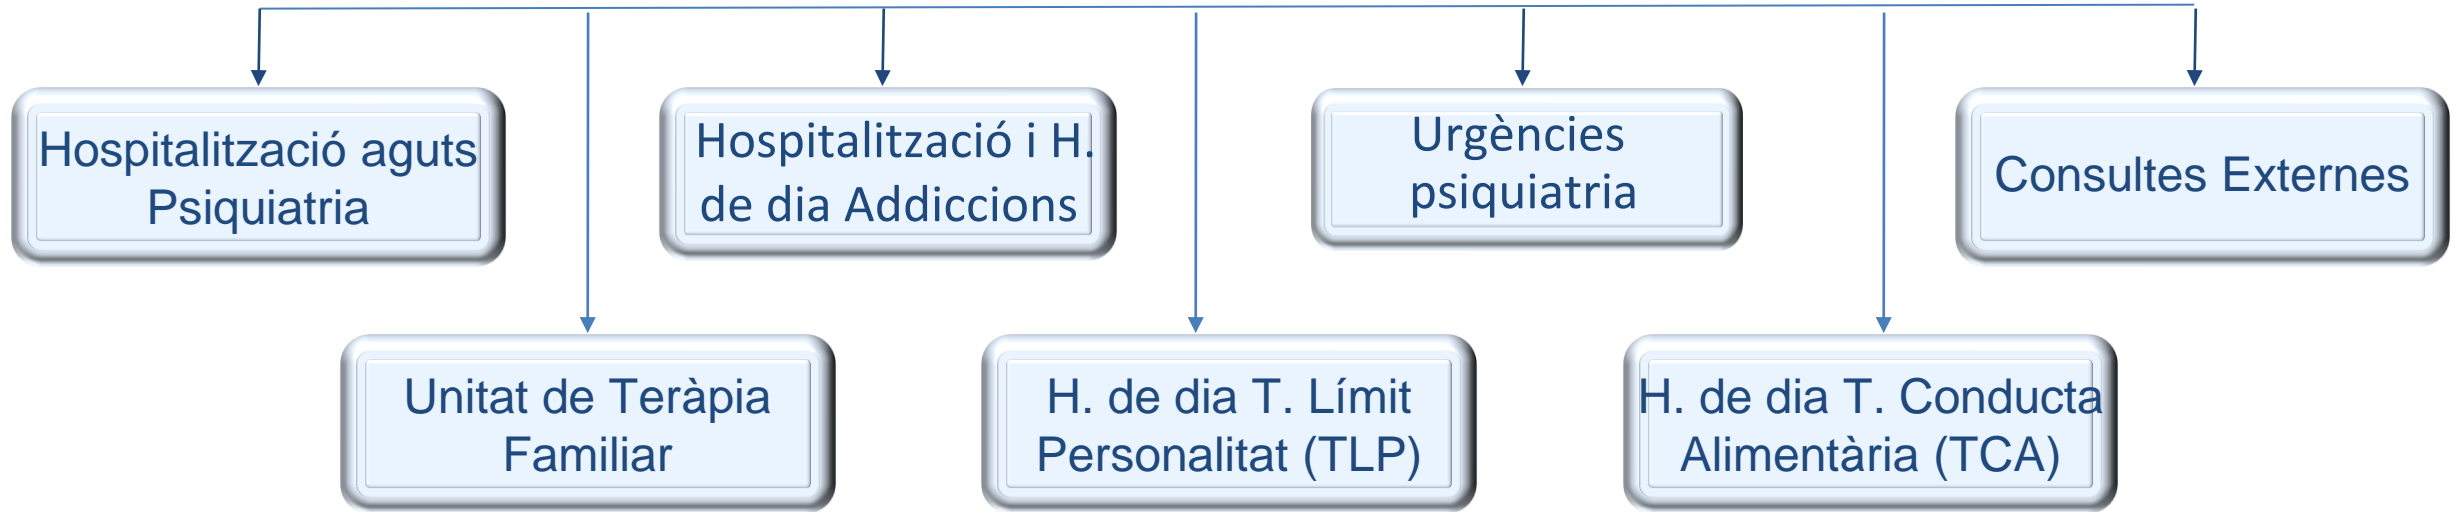 Hospitalització aguts
Psiquiatria
Hospitalització i H.
de dia Addiccions
Urgències
psiquiatria
Consultes Externes
Unitat de Teràpia
Familiar
H. de dia T. Límit
Personalitat (TLP)
H. de dia T. Conducta
Alimentària (TCA)